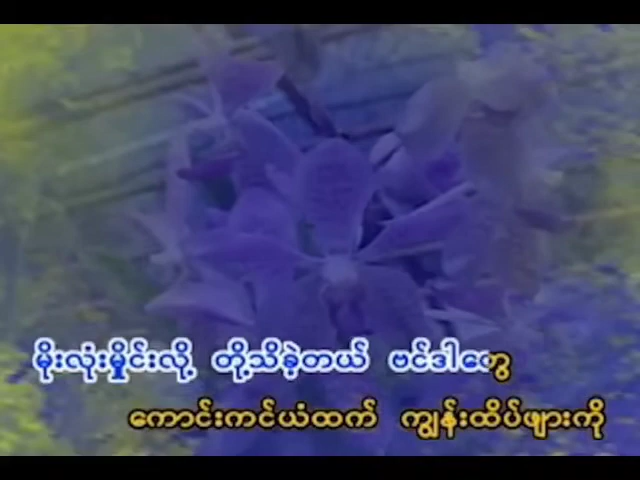 မိုးလုံးမှိုင်းလို့ တို့သိခဲ့တယ် ဗင်ဒါတွေ
ကောင်းကင်ယံထက် ကျွန်းထိပ်ဖျားကို